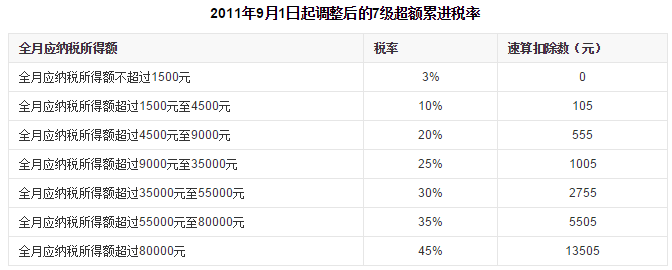 2011年9月1日起调整后的7级超额累进税率
全月应纳税所得额 税率 速算扣除数（元）
全月应纳税所得额不超过1500元 3% 0
全月应纳税所得额超过1500元至4500元 10% 105
全月应纳税所得额超过4500元至9000元 20% 555
全月应纳税所得额超过9000元至35000元 25% 1005
全月应纳税所得额超过35000元至55000元 30% 2755
全月应纳税所得额超过55000元至80000元 35% 5505
全月应纳税所得额超过80000元 45% 13505